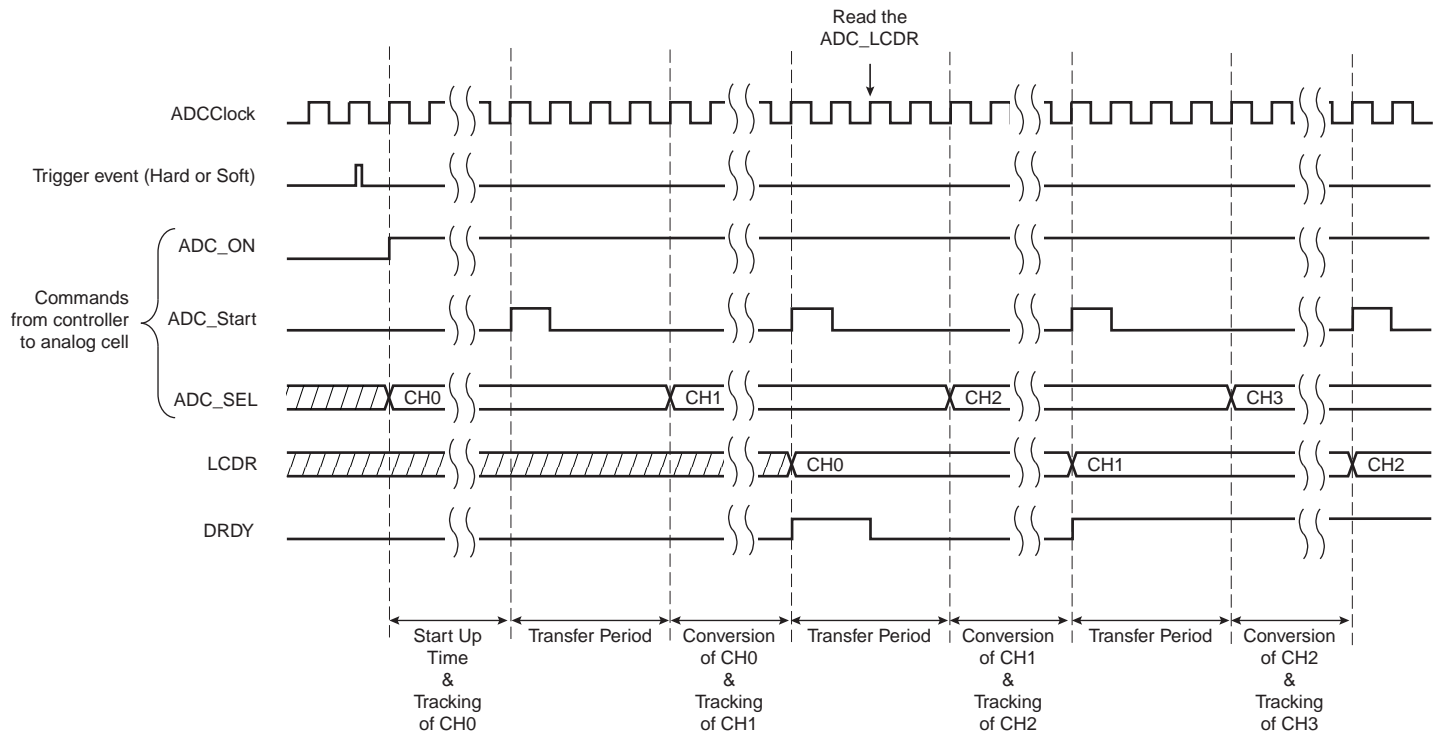 Read the
ADC_LCDR
ADCClock
Trigger event (Hard or Soft)
ADC_ON
Commands
from controller
to analog cell
ADC_Start
ADC_SEL
CH0
CH1
CH2
CH3
LCDR
CH0
CH1
CH2
DRDY
Start Up
Time
&
Tracking
of CH0
Transfer Period
Conversion
of CH0
&
Tracking
of CH1
Transfer Period
Conversion
of CH1
&
Tracking
of CH2
Transfer Period
Conversion
of CH2
&
Tracking
of CH3